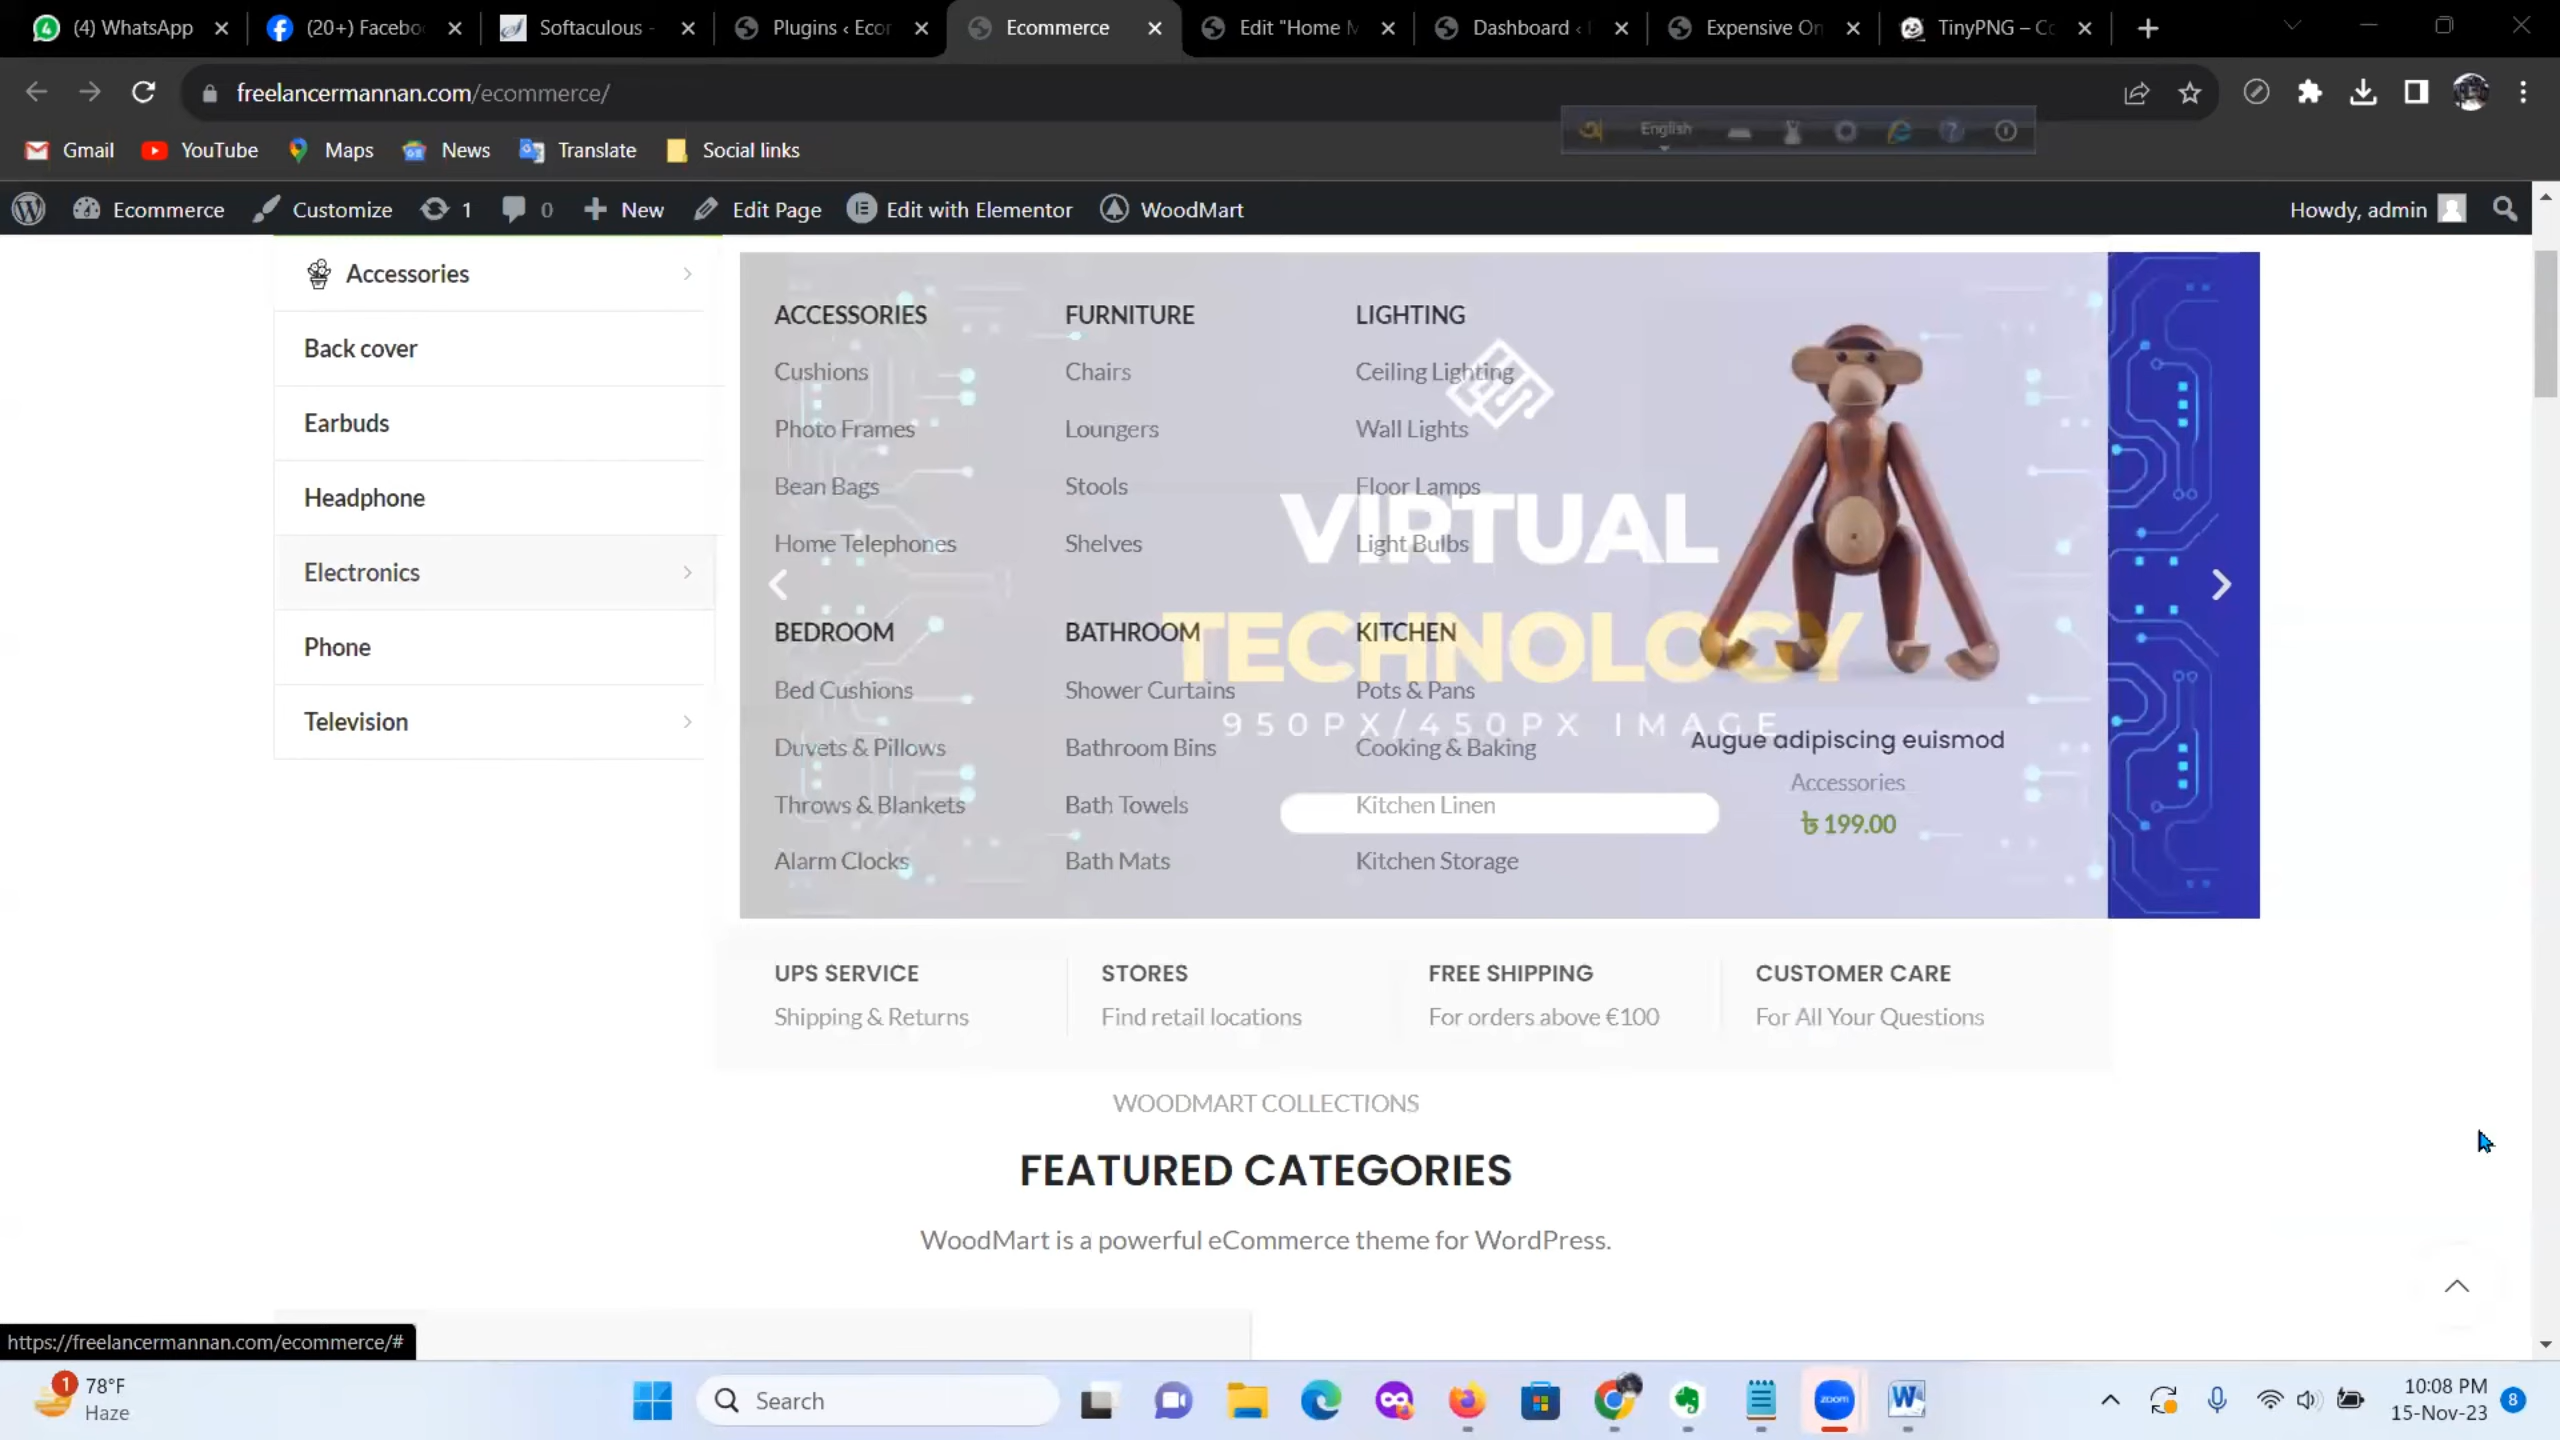 (4) WhatsApp
(20+) Facebo
Softaculous -
Plugins ‹ Ecor
Ecommerce
Edit "Home M
Dashboard ‹
Expensive On
TinyPNG – Co
freelancermannan.com/ecommerce/
English
Gmail
YouTube
Maps
News
Translate
Social links
Ecommerce
Customize
1
0
New
Edit Page
Edit with Elementor
WoodMart
Howdy, admin
Accessories
Back cover
Earbuds
Headphone
Electronics
Phone
Television
ACCESSORIES
Cushions
Photo Frames
Bean Bags
Home Telephones
FURNITURE
Chairs
Loungers
Stools
Shelves
LIGHTING
Ceiling Lighting
Wall Lights
Floor Lamps
Light Bulbs
BEDROOM
Bed Cushions
Duvets & Pillows
Throws & Blankets
Alarm Clocks
BATHROOM
Shower Curtains
Bathroom Bins
Bath Towels
Bath Mats
KITCHEN
Pots & Pans
Cooking & Baking
Kitchen Linen
Kitchen Storage
VIRTUAL
TECHNOLOGY
950PX/450PX IMAGE
Augue adipiscing euismod
Accessories
৳ 199.00
UPS SERVICE
Shipping & Returns
STORES
Find retail locations
FREE SHIPPING
For orders above €100
CUSTOMER CARE
For All Your Questions
WOODMART COLLECTIONS
FEATURED CATEGORIES
WoodMart is a powerful eCommerce theme for WordPress.
https://freelancermannan.com/ecommerce/#
1
78°F
Haze
Search
zoom
10:08 PM
15-Nov-23
8